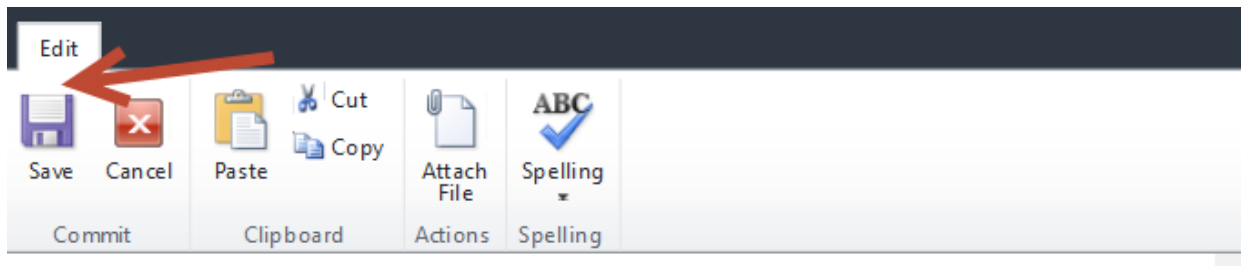 Edit
Save
Cancel
Paste
Cut
Copy
Attach
File
ABC
Spelling
Commit
Clipboard
Actions
Spelling